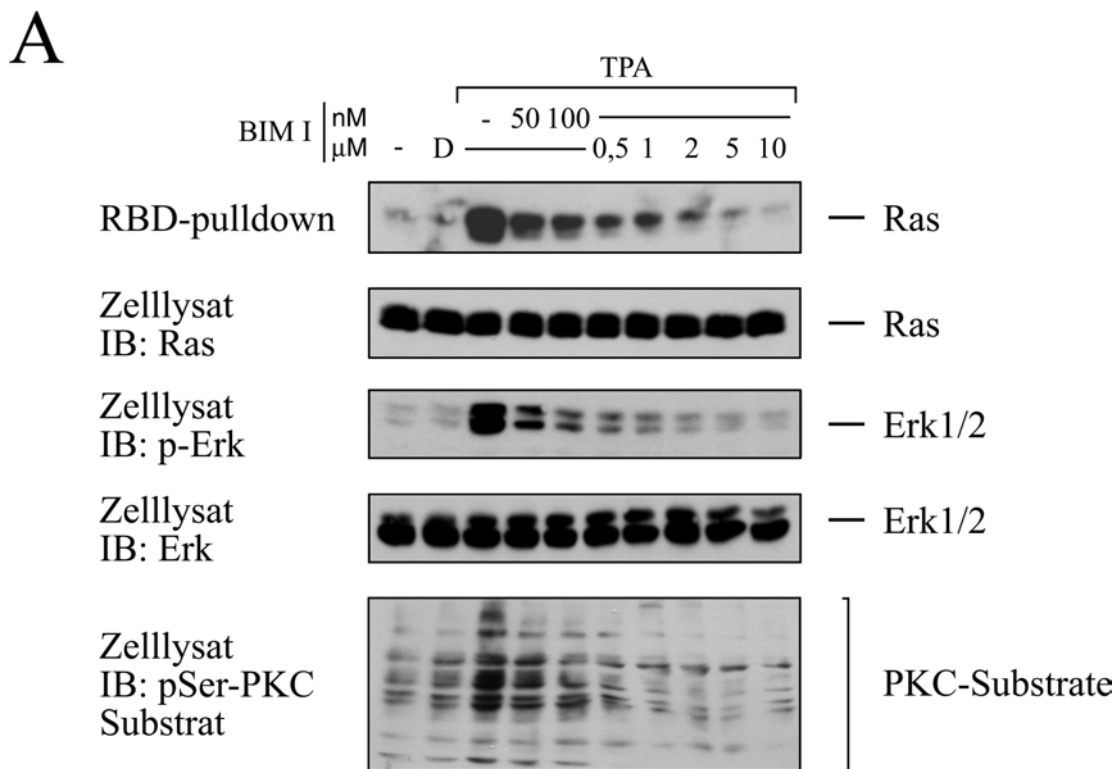 A
TPA
BIM I
nM - 50 100
μM - D 0,5 1 2 5 10
RBD-pulldown
Ras
Zelllysat
IB: Ras
Ras
Zelllysat
IB: p-Erk
Erk1/2
Zelllysat
IB: Erk
Erk1/2
Zelllysat
IB: pSer-PKC
Substrat
PKC-Substrate